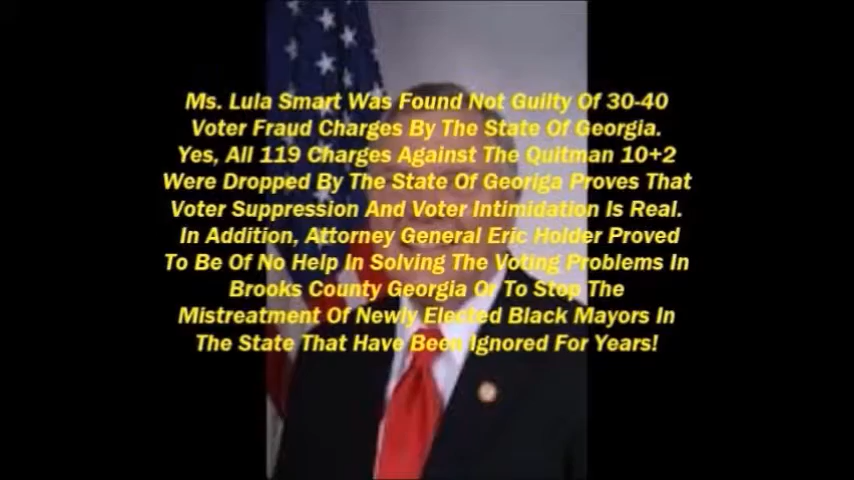 Ms. Lula Smart Was Found Not Guilty Of 30-40
Voter Fraud Charges By The State Of Georgia.
Yes, All 119 Charges Against The Quitman 10+2
Were Dropped By The State Of Georiga Proves That
Voter Suppression And Voter Intimidation Is Real.
In Addition, Attorney General Eric Holder Proved
To Be Of No Help In Solving The Voting Problems In
Brooks County Georgia Or To Stop The
Mistreatment Of Newly Elected Black Mayors In
The State That Have Been Ignored For Years!